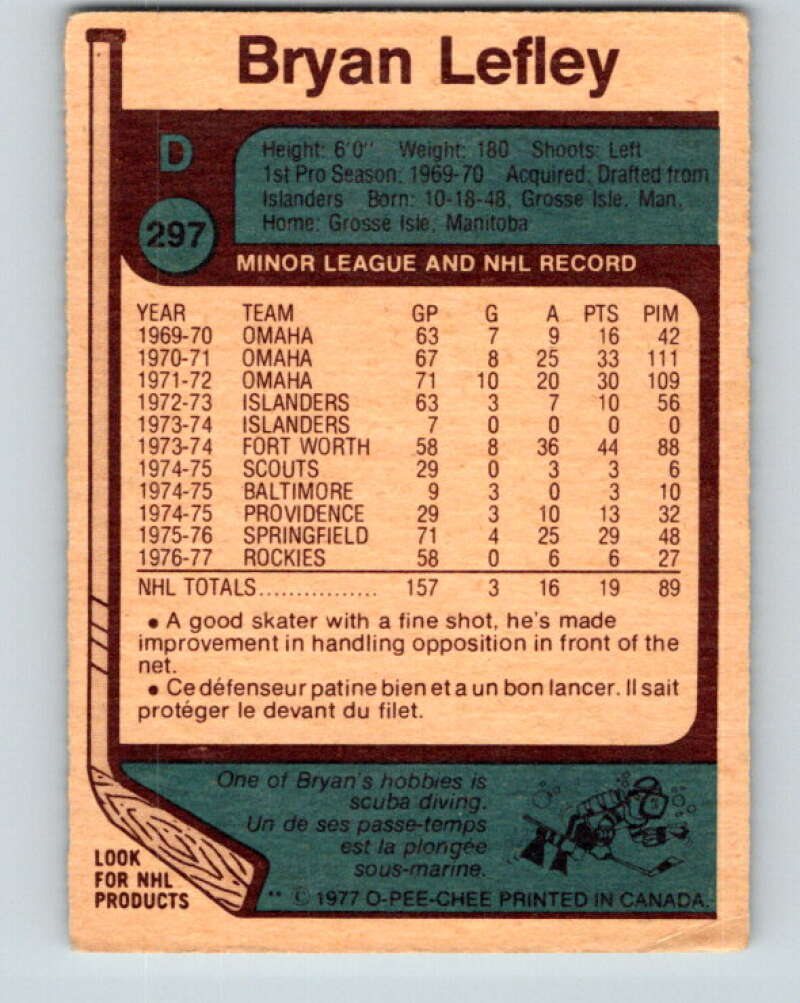 Bryan Lefley
D
Height: 6'0" Weight: 180 Shoots: Left
1st Pro Season: 1969-70 Acquired: Drafted from
Islanders Born: 10-18-48, Grosse Isle, Man.
Home: Grosse Isle, Manitoba
297
MINOR LEAGUE AND NHL RECORD
YEAR TEAM GP G A PTS PIM
1969-70 OMAHA 63 7 9 16 42
1970-71 OMAHA 67 8 25 33 111
1971-72 OMAHA 71 10 20 30 109
1972-73 ISLANDERS 63 3 7 10 56
1973-74 ISLANDERS 7 0 0 0 0
1973-74 FORT WORTH 58 8 36 44 88
1974-75 SCOUTS 29 0 3 3 6
1974-75 BALTIMORE 9 3 0 3 10
1974-75 PROVIDENCE 29 3 10 13 32
1975-76 SPRINGFIELD 71 4 25 29 48
1976-77 ROCKIES 58 0 6 6 27
NHL TOTALS................ 157 3 16 19 89
• A good skater with a fine shot, he's made
improvement in handling opposition in front of the
net.
• Ce défenseur patine bien et a un bon lancer. Il sait
protéger le devant du filet.
One of Bryan's hobbies is
scuba diving.
Un de ses passe-temps
est la plongée
sous-marine.
LOOK
FOR NHL
PRODUCTS
** © 1977 O-PEE-CHEE PRINTED IN CANADA.